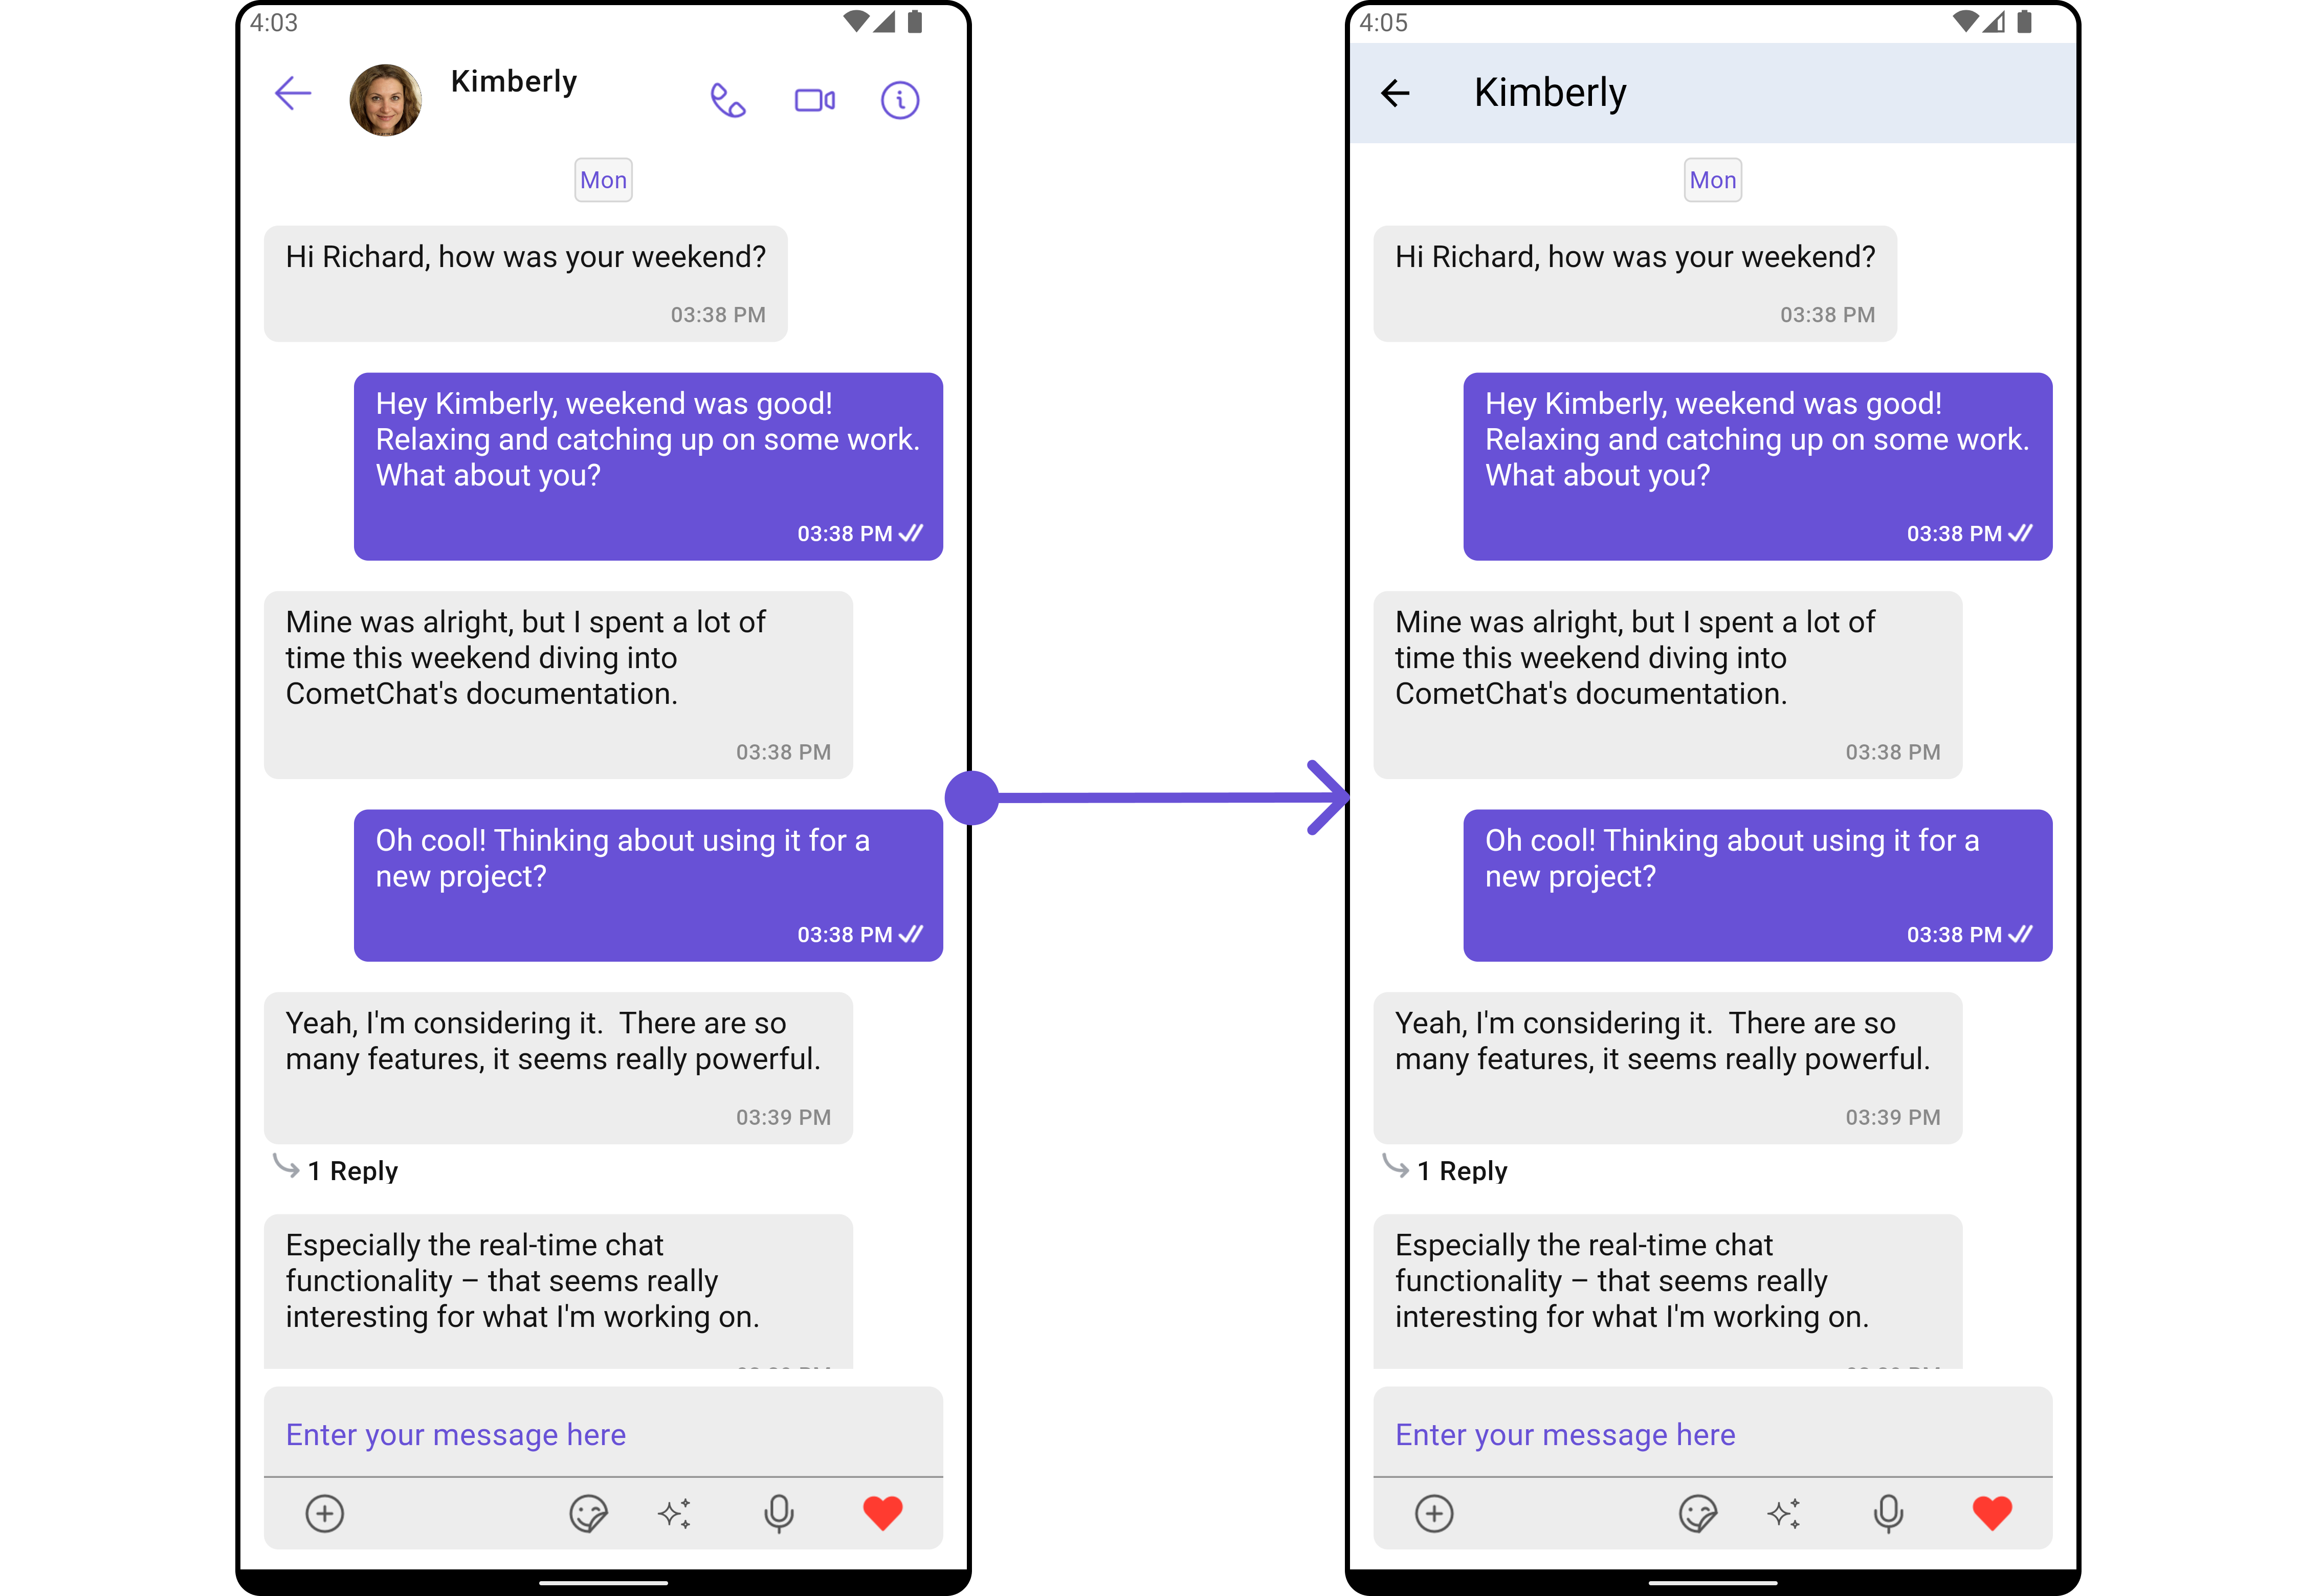 4:03
Kimberly
Mon
Hi Richard, how was your weekend?
03:38 PM
Hey Kimberly, weekend was good!
Relaxing and catching up on some work.
What about you?
03:38 PM
Mine was alright, but I spent a lot of
time this weekend diving into
CometChat's documentation.
03:38 PM
Oh cool! Thinking about using it for a
new project?
03:38 PM
Yeah, I'm considering it.  There are so
many features, it seems really powerful.
03:39 PM
1 Reply
Especially the real-time chat
functionality – that seems really
interesting for what I'm working on.
Enter your message here
4:05
Kimberly
Mon
Hi Richard, how was your weekend?
03:38 PM
Hey Kimberly, weekend was good!
Relaxing and catching up on some work.
What about you?
03:38 PM
Mine was alright, but I spent a lot of
time this weekend diving into
CometChat's documentation.
03:38 PM
Oh cool! Thinking about using it for a
new project?
03:38 PM
Yeah, I'm considering it.  There are so
many features, it seems really powerful.
03:39 PM
1 Reply
Especially the real-time chat
functionality – that seems really
interesting for what I'm working on.
Enter your message here